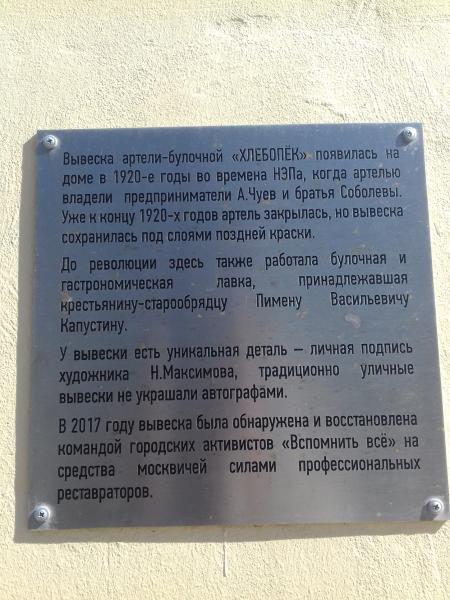 Вывеска артели-булочной «ХЛЕБОПЁК» появилась на
доме в 1920-е годы во времена НЭПа, когда артелью
владели предприниматели А.Чуев и братья Соболевы.
Уже к концу 1920-х годов артель закрылась, но вывеска
сохранилась под слоями поздней краски.
До революции здесь также работала булочная и
гастрономическая лавка, принадлежавшая
крестьянину-старообрядцу Пимену Васильевичу
Капустину.
У вывески есть уникальная деталь – личная подпись
художника Н.Максимова, традиционно уличные
вывески не украшали автографами.
В 2017 году вывеска была обнаружена и восстановлена
командой городских активистов «Вспомнить всё» на
средства москвичей силами профессиональных
реставраторов.